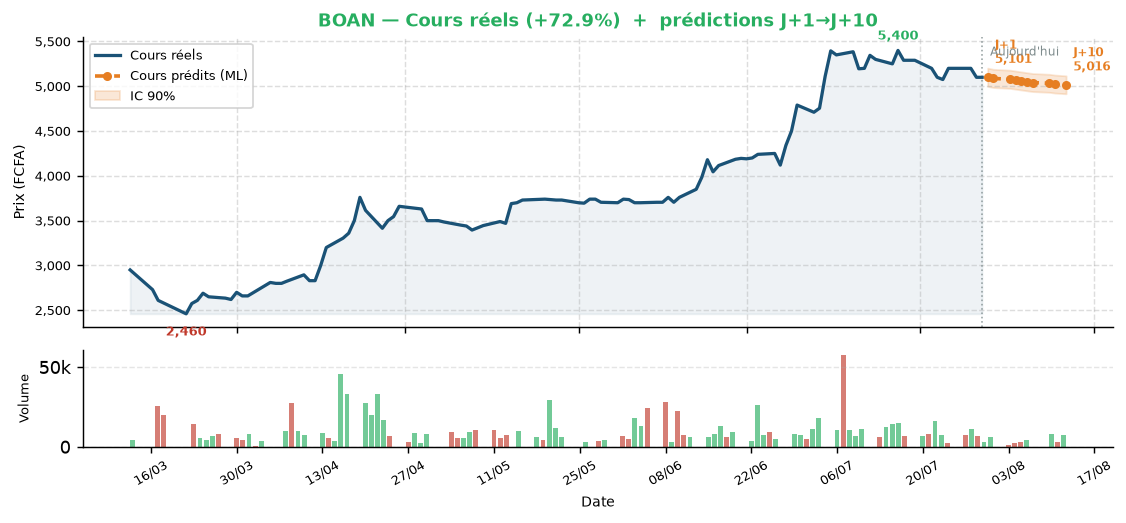 BOAN — Cours réels (+72.9%)  +  prédictions J+1→J+10
Cours réels
Cours prédits (ML)
IC 90%
5,400
Aujourd'hui
J+1
5,101
J+10
5,016
2,460
Prix (FCFA)
5,500
5,000
4,500
4,000
3,500
3,000
2,500
Volume
50k
0
16/03
30/03
13/04
27/04
11/05
25/05
08/06
22/06
06/07
20/07
03/08
17/08
Date